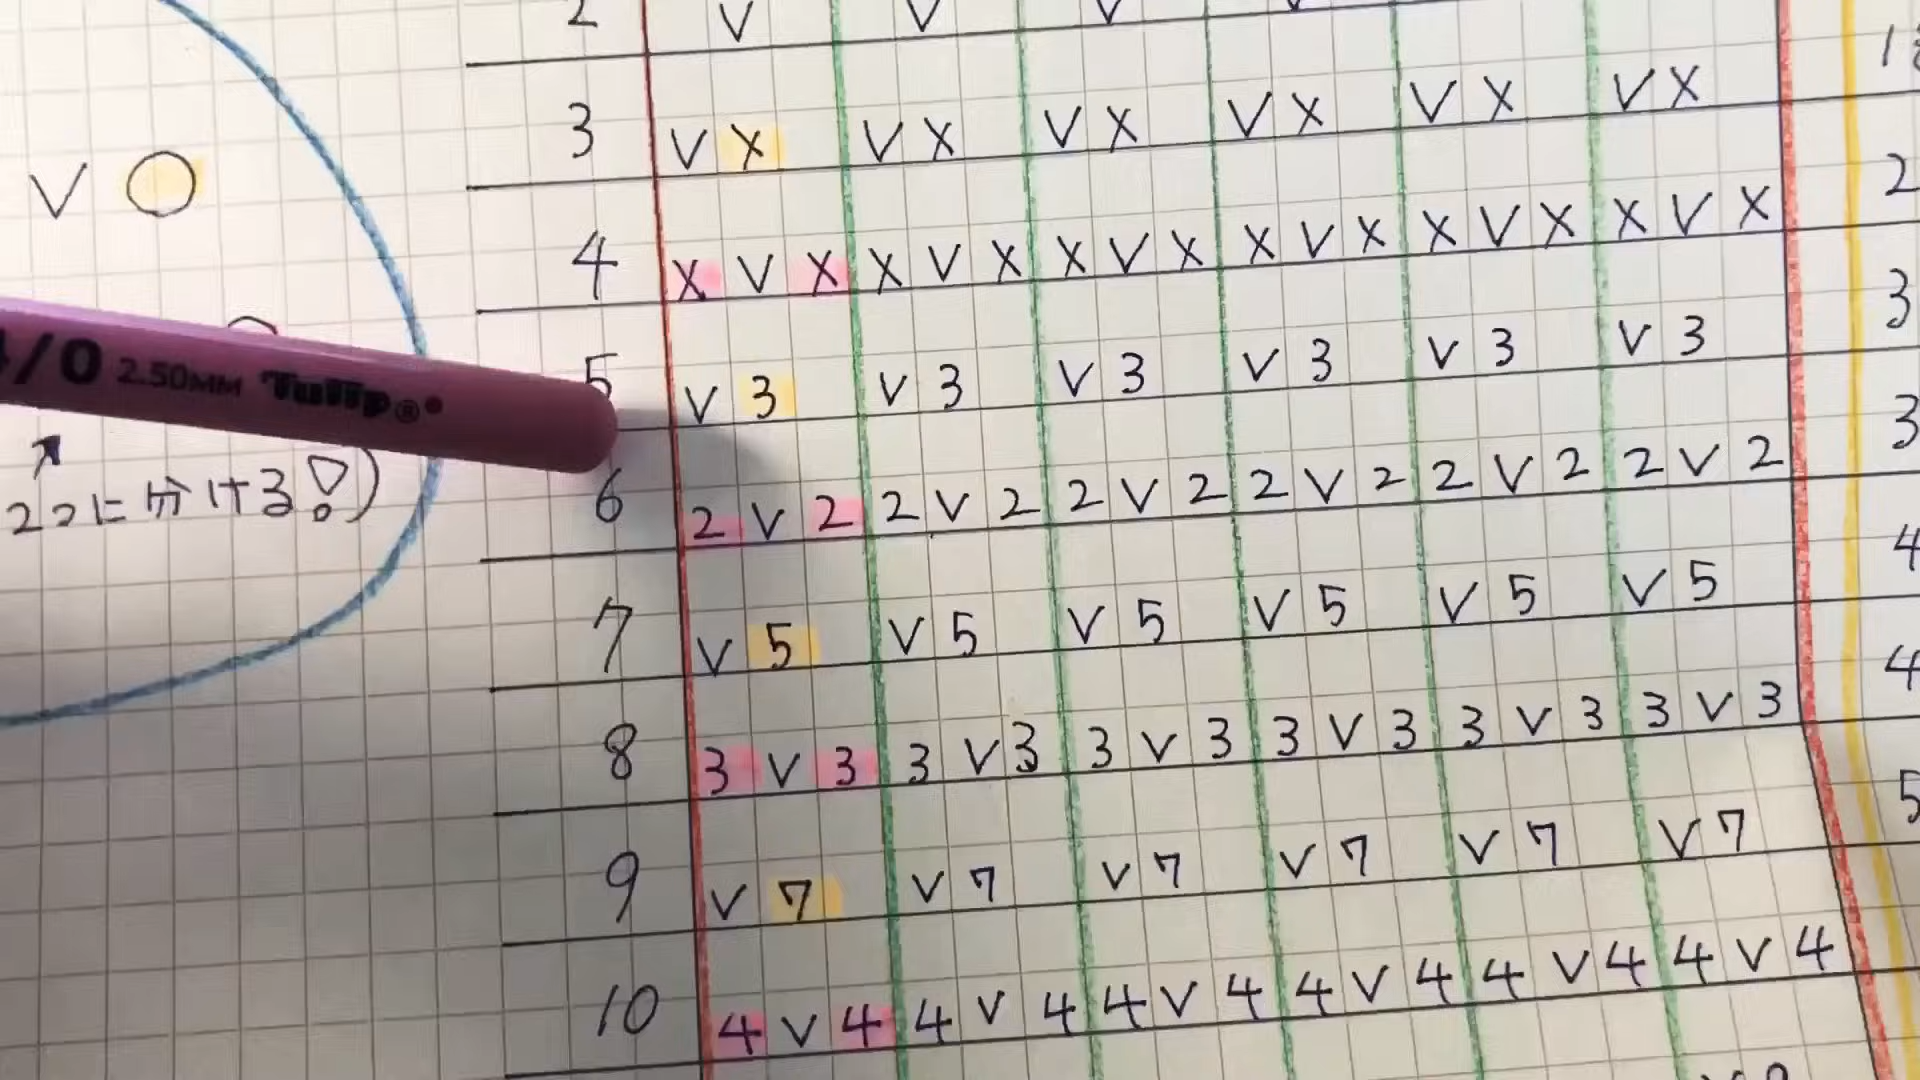 2 V V V
3 V X V X V X V X V X V X
V ○
4 X V X X V X X V X X V X X V X X V X
5 V 3 V 3 V 3 V 3 V 3 V 3
/0 2.50MM Tulip®
2つに分ける!)
6 2 V 2 2 V 2 2 V 2 2 V 2 2 V 2 2 V 2
7 V 5 V 5 V 5 V 5 V 5 V 5
8 3 V 3 3 V 3 3 V 3 3 V 3 3 V 3 3 V 3
9 V 7 V 7 V 7 V 7 V 7 V 7
10 4 V 4 4 V 4 4 V 4 4 V 4 4 V 4 4 V 4
2
3
3
4
4
5